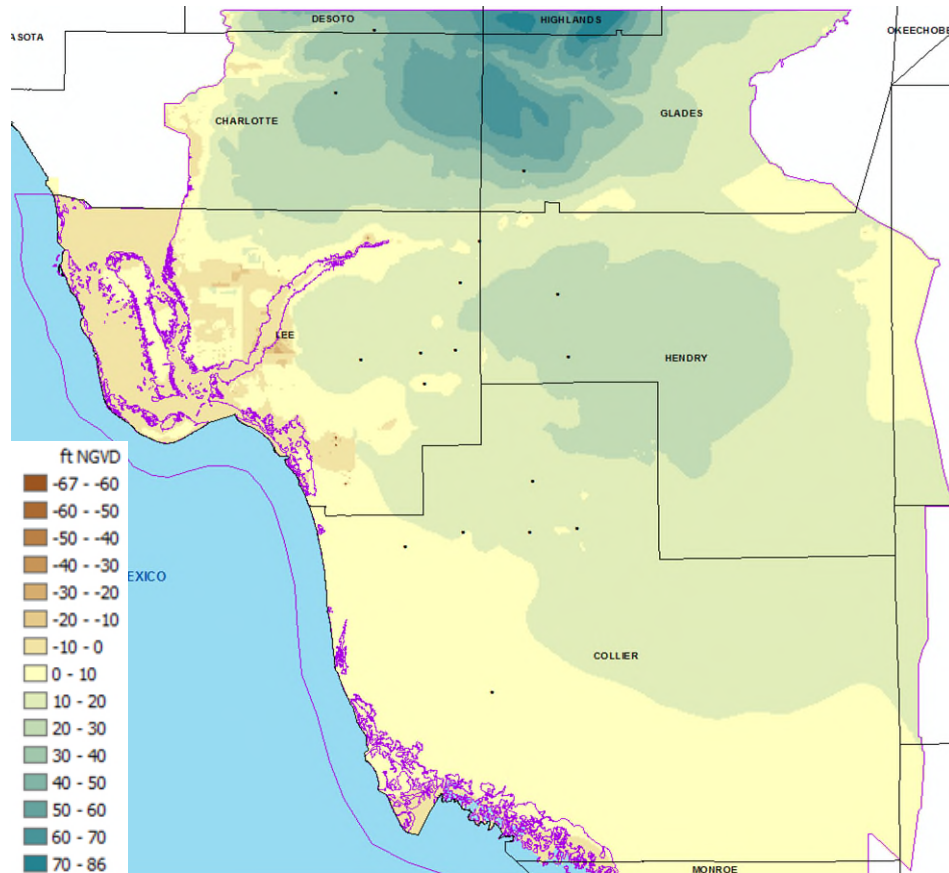 DESOTO
HIGHLANDS
ASOTA
OKEECHOBE
CHARLOTTE
GLADES
LEE
HENDRY
ft NGVD
-67 - -60
-60 - -50
-50 - -40
-40 - -30
-30 - -20
-20 - -10
-10 - 0
0 - 10
10 - 20
20 - 30
30 - 40
40 - 50
50 - 60
60 - 70
70 - 86
EXICO
COLLIER
MONROE